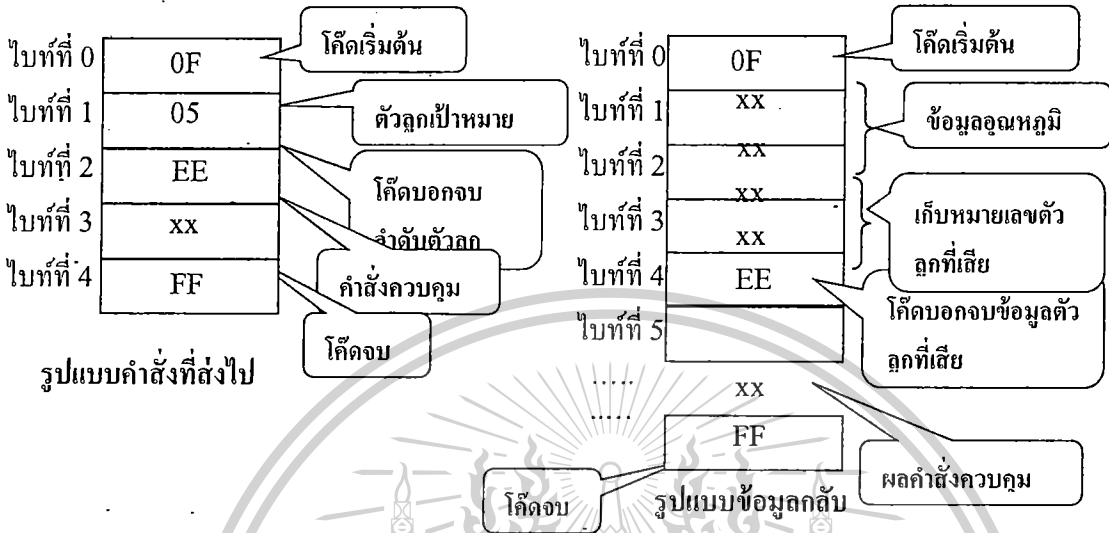 ไบท์ที่ 0
0F
โค๊ดเริ่มต้น
ไบท์ที่ 1
05
ตัวลูกเป้าหมาย
ไบท์ที่ 2
EE
โค๊ดบอกจบ
ลำดับตัวลูก
ไบท์ที่ 3
xx
คำสั่งควบคุม
ไบท์ที่ 4
FF
โค๊ดจบ
รูปแบบคำสั่งที่ส่งไป
ไบท์ที่ 0
0F
โค๊ดเริ่มต้น
ไบท์ที่ 1
xx
ข้อมูลอุณหภูมิ
ไบท์ที่ 2
xx
xx
ไบท์ที่ 3
xx
เก็บหมายเลขตัว
ลูกที่เสีย
ไบท์ที่ 4
EE
โค๊ดบอกจบข้อมูลตัว
ลูกที่เสีย
ไบท์ที่ 5
.....
xx
.....
FF
ผลคำสั่งควบคุม
โค๊ดจบ
รูปแบบข้อมูลกลับ